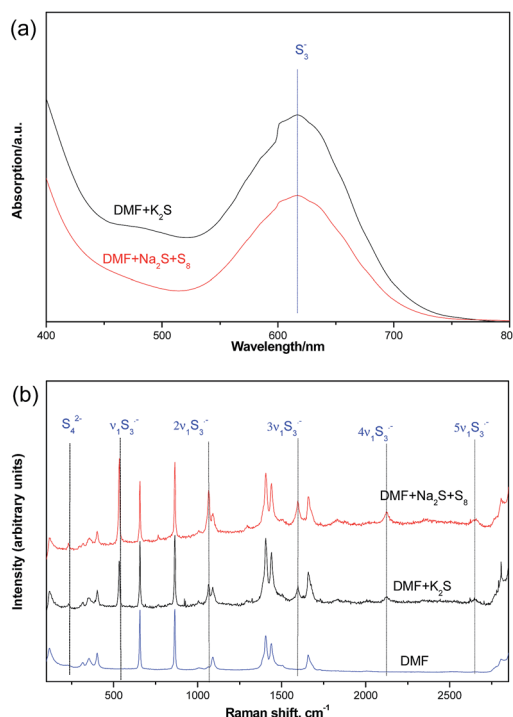 (a)
S₃⁻
Absorption/a.u.
DMF+K₂S
DMF+Na₂S+S₈
400 500 600 700 80
Wavelength/nm
(b)
S₄²⁻ ν₁S₃·⁻ 2ν₁S₃·⁻ 3ν₁S₃·⁻ 4ν₁S₃·⁻ 5ν₁S₃·⁻
Intensity (arbitrary units)
DMF+Na₂S+S₈
DMF+K₂S
DMF
500 1000 1500 2000 2500
Raman shift, cm⁻¹